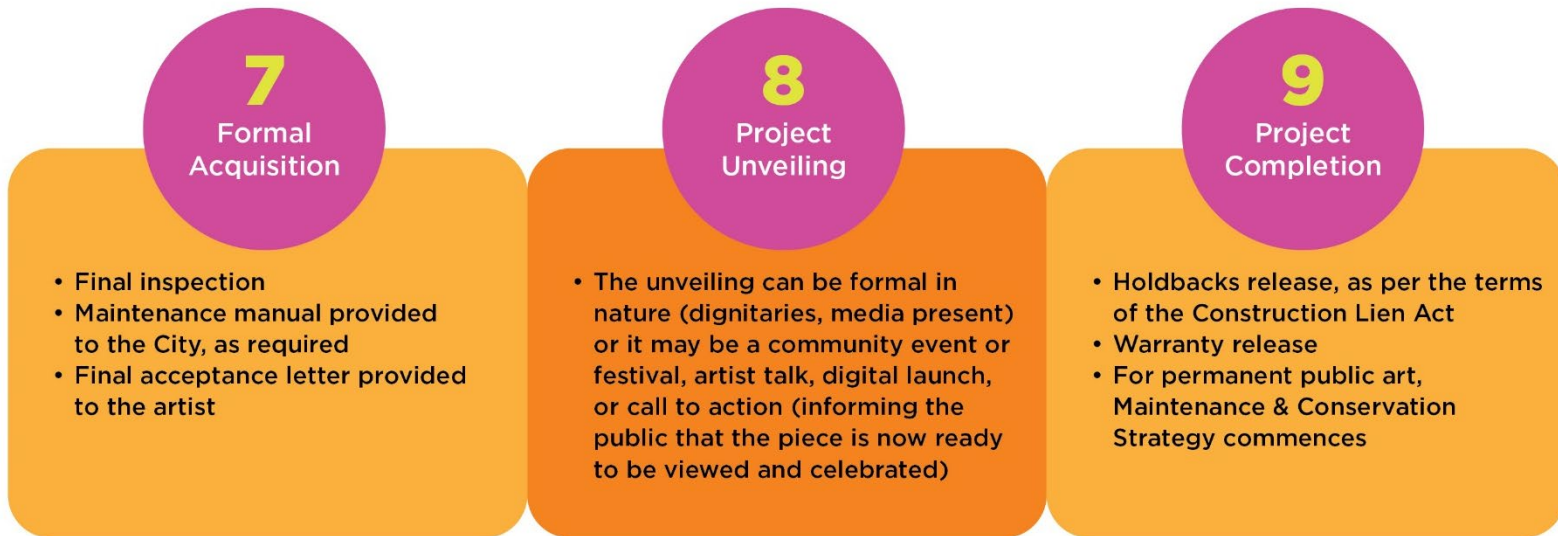 7
Formal
Acquisition
• Final inspection
• Maintenance manual provided
to the City, as required
• Final acceptance letter provided
to the artist
8
Project
Unveiling
• The unveiling can be formal in
nature (dignitaries, media present)
or it may be a community event or
festival, artist talk, digital launch,
or call to action (informing the
public that the piece is now ready
to be viewed and celebrated)
9
Project
Completion
• Holdbacks release, as per the terms
of the Construction Lien Act
• Warranty release
• For permanent public art,
Maintenance & Conservation
Strategy commences